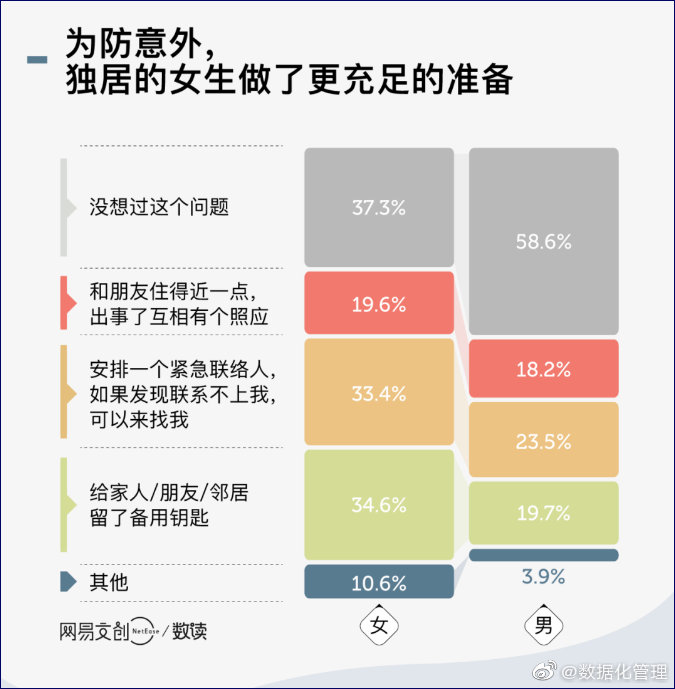 为防意外，
独居的女生做了更充足的准备
没想过这个问题
37.3%
58.6%
和朋友住得近一点，
出事了互相有个照应
19.6%
18.2%
安排一个紧急联络人，
如果发现联系不上我，
可以来找我
33.4%
23.5%
给家人/朋友/邻居
留了备用钥匙
34.6%
19.7%
其他
10.6%
3.9%
女
男
网易文创 NetEase / 数读
@数据化管理